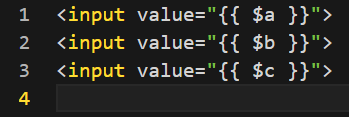 1 <input value="{{ $a }}">
2 <input value="{{ $b }}">
3 <input value="{{ $c }}">
4